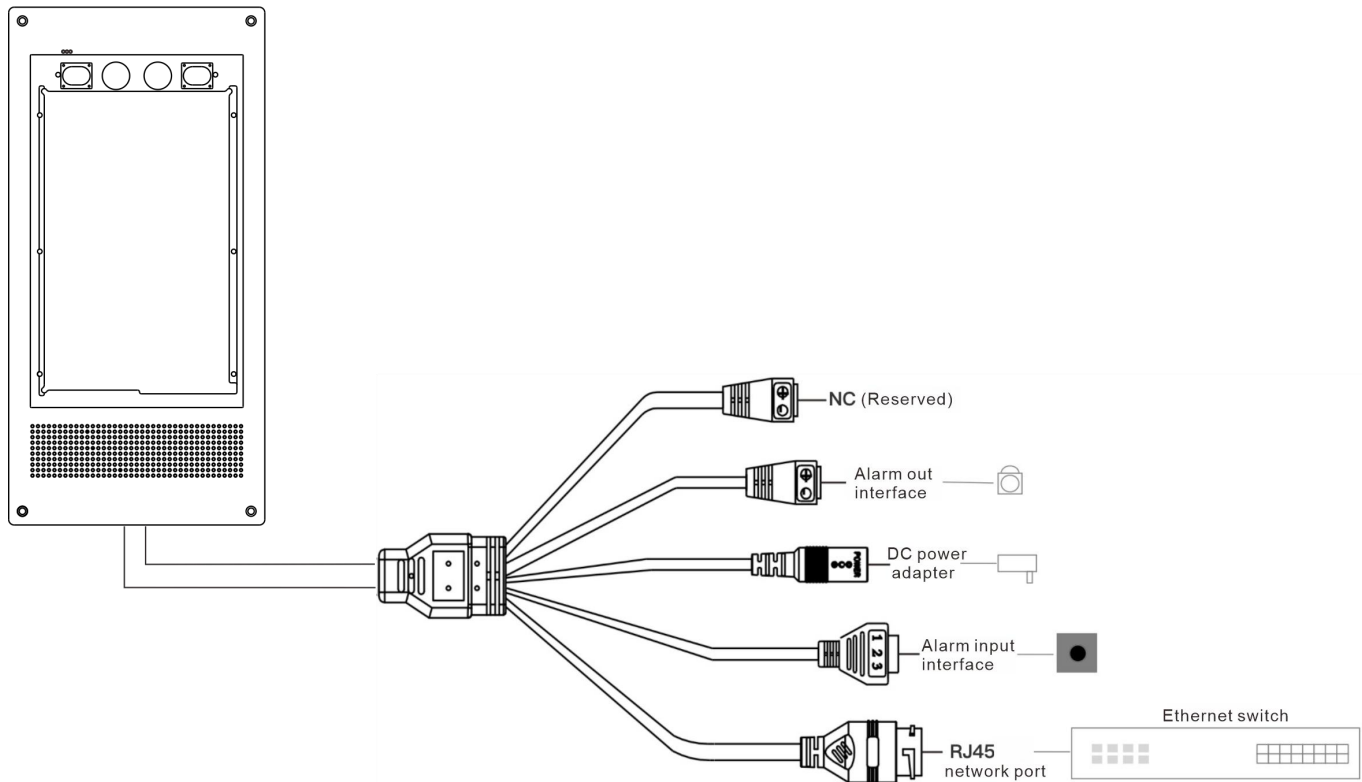 NC (Reserved)
Alarm out
interface
POWER
DC power
adapter
1 2 3
Alarm input
interface
Ethernet switch
RJ45
network port